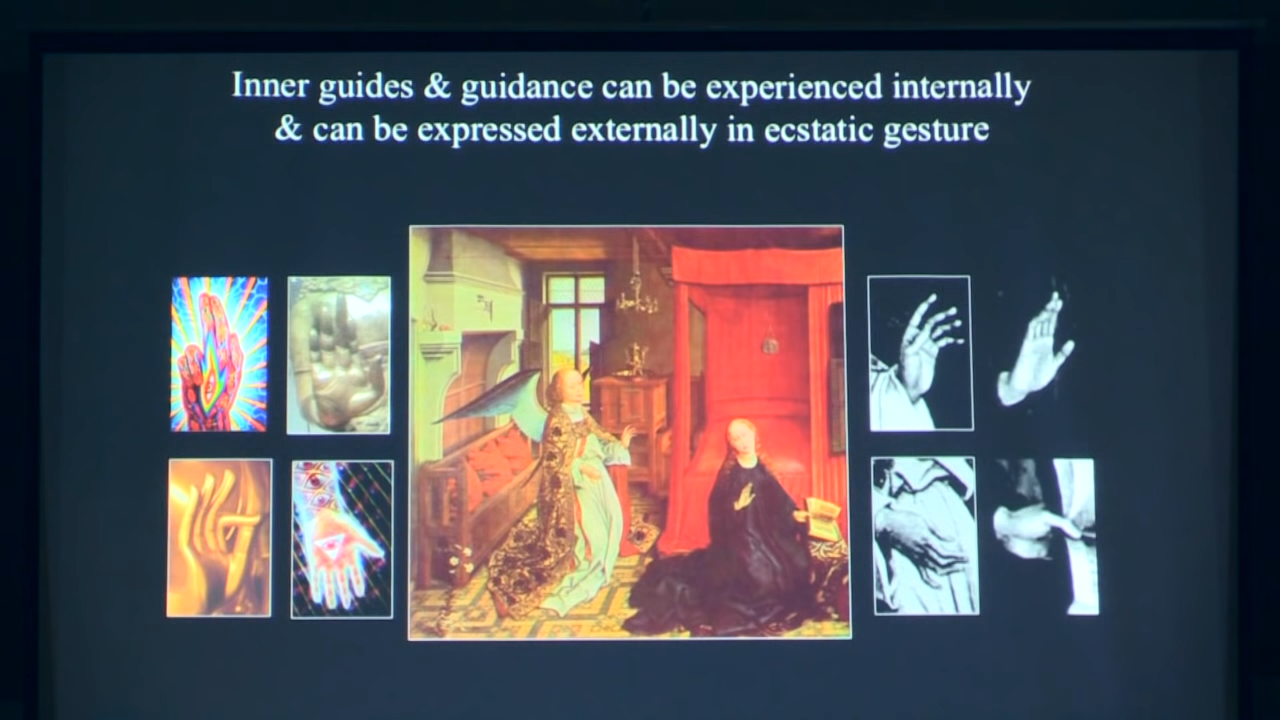 Inner guides & guidance can be experienced internally
& can be expressed externally in ecstatic gesture